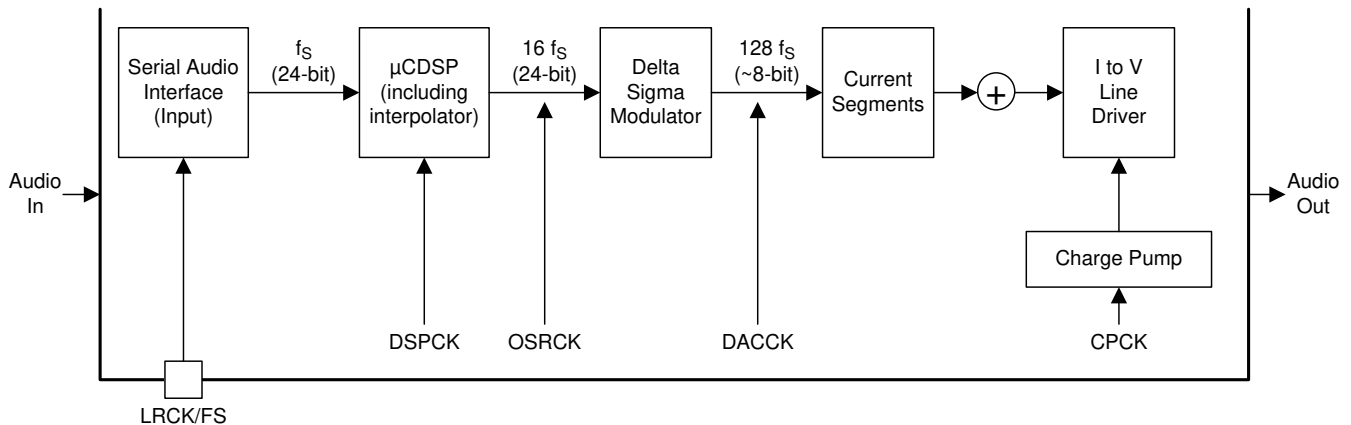 Serial Audio
Interface
(Input)
fS
(24-bit)
µCDSP
(including
interpolator)
16 fS
(24-bit)
Delta
Sigma
Modulator
128 fS
(~8-bit)
Current
Segments
+
I to V
Line
Driver
Audio
In
Audio
Out
Charge Pump
DSPCK
OSRCK
DACCK
CPCK
LRCK/FS